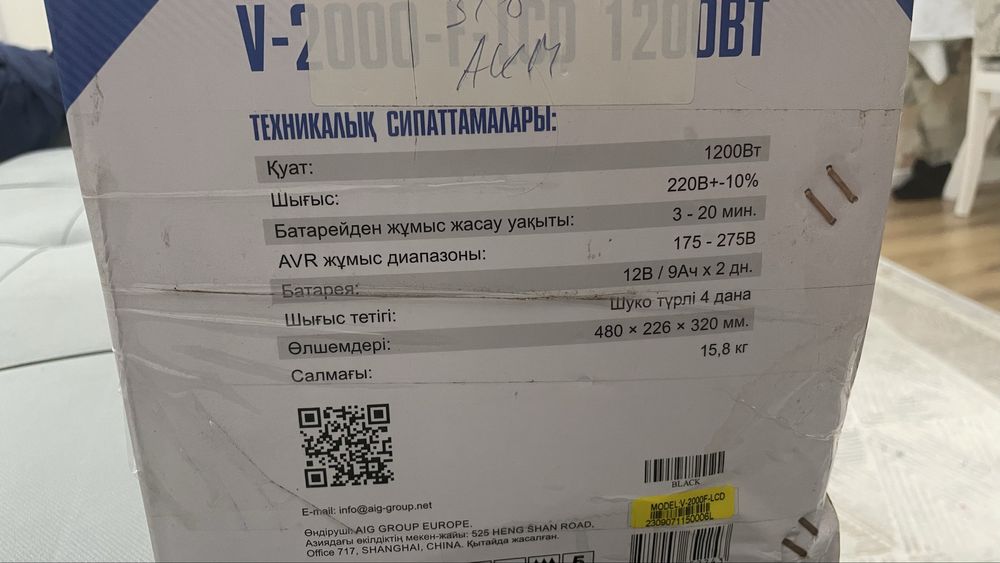 V-2000-F-LCD 1200ВТ
АКМ
ТЕХНИКАЛЫҚ СИПАТТАМАЛАРЫ:
Қуат: 1200Вт
Шығыс: 220В+-10%
Батарейден жұмыс жасау уақыты: 3 - 20 мин.
AVR жұмыс диапазоны: 175 - 275В
Батарея: 12В / 9Ач x 2 дн.
Шығыс тетігі: Шуко түрлі 4 дана
Өлшемдері: 480 × 226 × 320 мм.
Салмағы: 15,8 кг
BLACK
MODEL:V-2000F-LCD
2309071150006L
E-mail: info@aig-group.net
Өндіруші: AIG GROUP EUROPE.
Азиядағы өкілдіктің мекен-жайы: 525 HENG SHAN ROAD,
Office 717, SHANGHAI, CHINA. Қытайда жасалған.
5